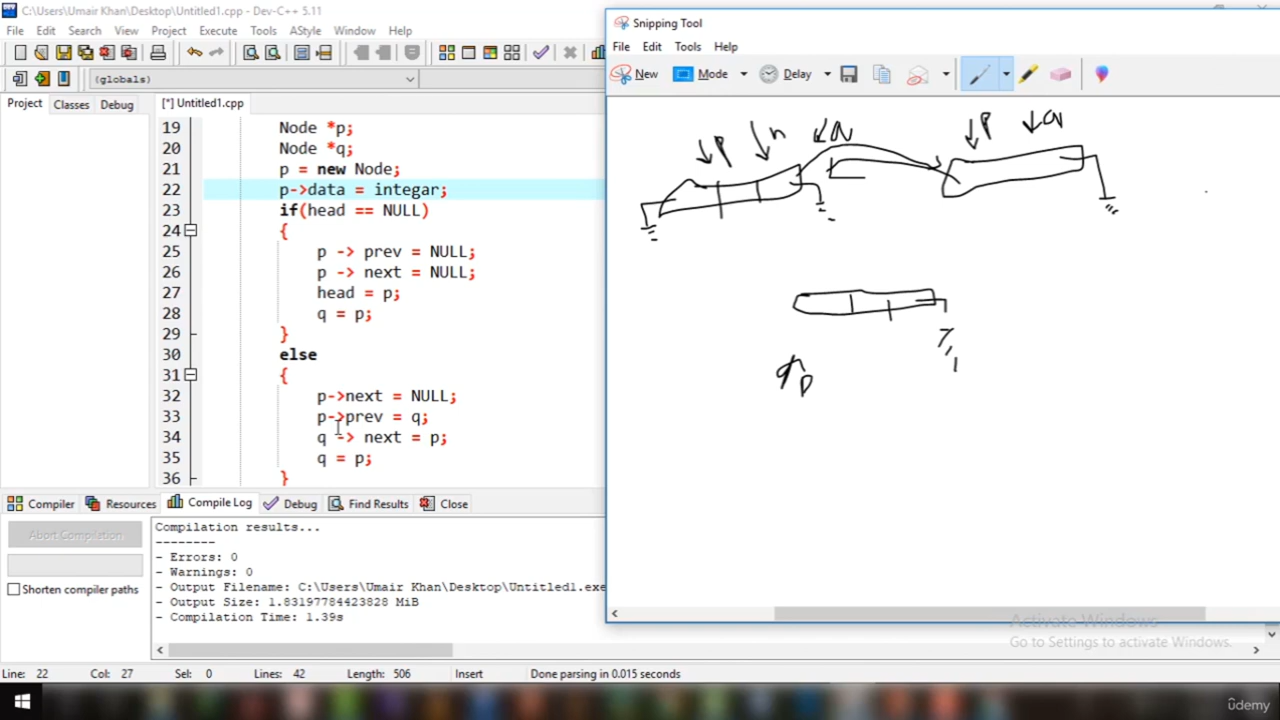 C:\Users\Umair Khan\Desktop\Untitled1.cpp - Dev-C++ 5.11
File Edit Search View Project Execute Tools AStyle Window Help
(globals)
Project Classes Debug
[*] Untitled1.cpp
19 Node *p;
20 Node *q;
21 p = new Node;
22 p->data = integar;
23 if(head == NULL)
24 {
25 p -> prev = NULL;
26 p -> next = NULL;
27 head = p;
28 q = p;
29 }
30 else
31 {
32 p->next = NULL;
33 p->prev = q;
34 q -> next = p;
35 q = p;
36 }
Compiler Resources Compile Log Debug Find Results Close
Abort Compilation
Shorten compiler paths
Compilation results...
--------
- Errors: 0
- Warnings: 0
- Output Filename: C:\Users\Umair Khan\Desktop\Untitled1.exe
- Output Size: 1.83197784423828 MiB
- Compilation Time: 1.39s
Line: 22 Col: 27 Sel: 0 Lines: 42 Length: 506 Insert Done parsing in 0.015 seconds
Snipping Tool
File Edit Tools Help
New Mode Delay
P n P
P
Activate Windows
Go to Settings to activate Windows.
ûdemy